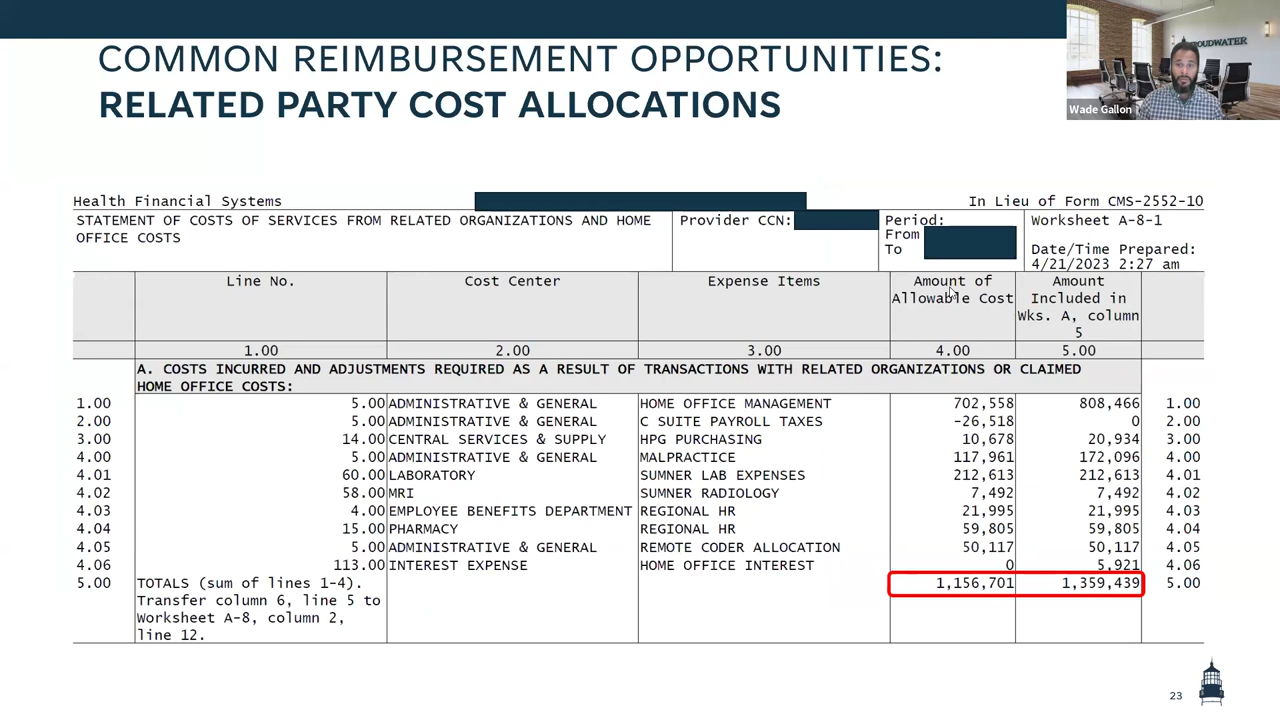 COMMON REIMBURSEMENT OPPORTUNITIES:
RELATED PARTY COST ALLOCATIONS
Wade Gallon
Health Financial Systems
In Lieu of Form CMS-2552-10
STATEMENT OF COSTS OF SERVICES FROM RELATED ORGANIZATIONS AND HOME
OFFICE COSTS
Provider CCN:
Period:
From
To
Worksheet A-8-1
Date/Time Prepared:
4/21/2023 2:27 am
Line No.
Cost Center
Expense Items
Amount of
Allowable Cost
Amount
Included in
Wks. A, column
5
1.00 2.00 3.00 4.00 5.00
A. COSTS INCURRED AND ADJUSTMENTS REQUIRED AS A RESULT OF TRANSACTIONS WITH RELATED ORGANIZATIONS OR CLAIMED
HOME OFFICE COSTS:
1.00 5.00 ADMINISTRATIVE & GENERAL HOME OFFICE MANAGEMENT 702,558 808,466 1.00
2.00 5.00 ADMINISTRATIVE & GENERAL C SUITE PAYROLL TAXES -26,518 0 2.00
3.00 14.00 CENTRAL SERVICES & SUPPLY HPG PURCHASING 10,678 20,934 3.00
4.00 5.00 ADMINISTRATIVE & GENERAL MALPRACTICE 117,961 172,096 4.00
4.01 60.00 LABORATORY SUMNER LAB EXPENSES 212,613 212,613 4.01
4.02 58.00 MRI SUMNER RADIOLOGY 7,492 7,492 4.02
4.03 4.00 EMPLOYEE BENEFITS DEPARTMENT REGIONAL HR 21,995 21,995 4.03
4.04 15.00 PHARMACY REGIONAL HR 59,805 59,805 4.04
4.05 5.00 ADMINISTRATIVE & GENERAL REMOTE CODER ALLOCATION 50,117 50,117 4.05
4.06 113.00 INTEREST EXPENSE HOME OFFICE INTEREST 0 5,921 4.06
5.00 TOTALS (sum of lines 1-4). 1,156,701 1,359,439 5.00
Transfer column 6, line 5 to
Worksheet A-8, column 2,
line 12.
23